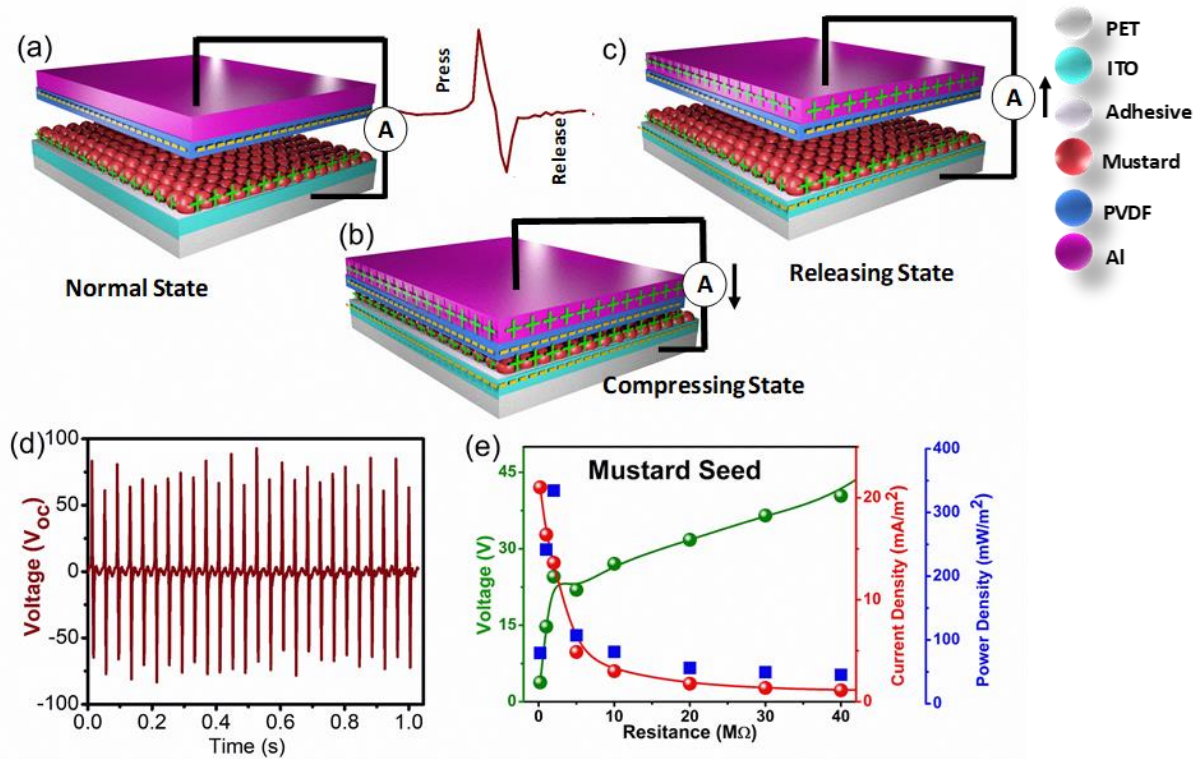 (a)
Press
Release
A
Normal State
(b)
A
Compressing State
c)
A
Releasing State
PET
ITO
Adhesive
Mustard
PVDF
Al
(d)
100
50
0
-50
-100
Voltage (VOC)
0.0 0.2 0.4 0.6 0.8 1.0
Time (s)
(e)
Mustard Seed
45
30
15
0
Voltage (V)
0 10 20 30 40
Resitance (MΩ)
20
10
0
Current Density (mA/m²)
400
350
300
200
100
0
Power Density (mW/m²)